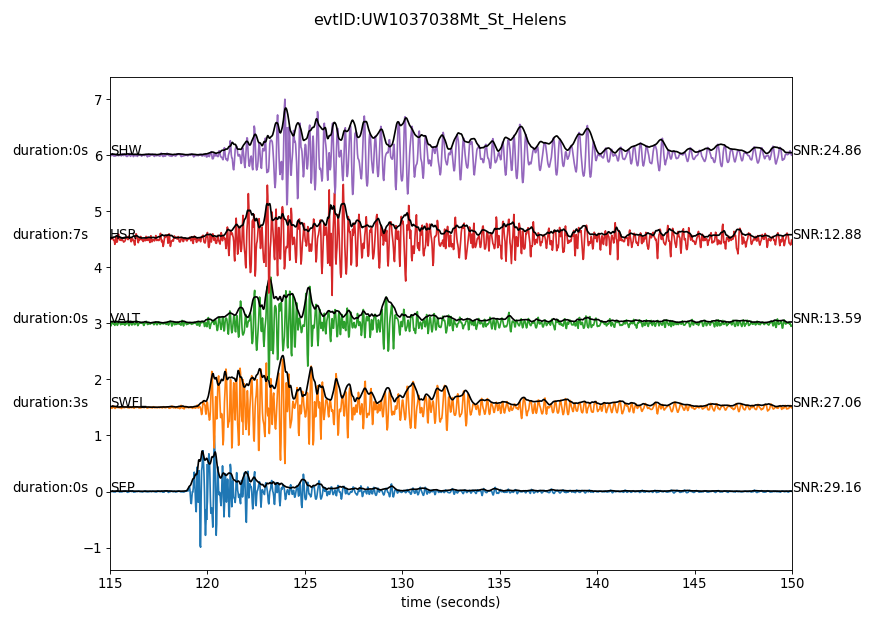 evtID:UW1037038Mt_St_Helens
7
duration:0s SHW SNR:24.86
6
5
duration:7s HSR SNR:12.88
4
duration:0s VALT SNR:13.59
3
2
duration:3s SWFL SNR:27.06
1
duration:0s SEP SNR:29.16
0
−1
115 120 125 130 135 140 145 150
time (seconds)